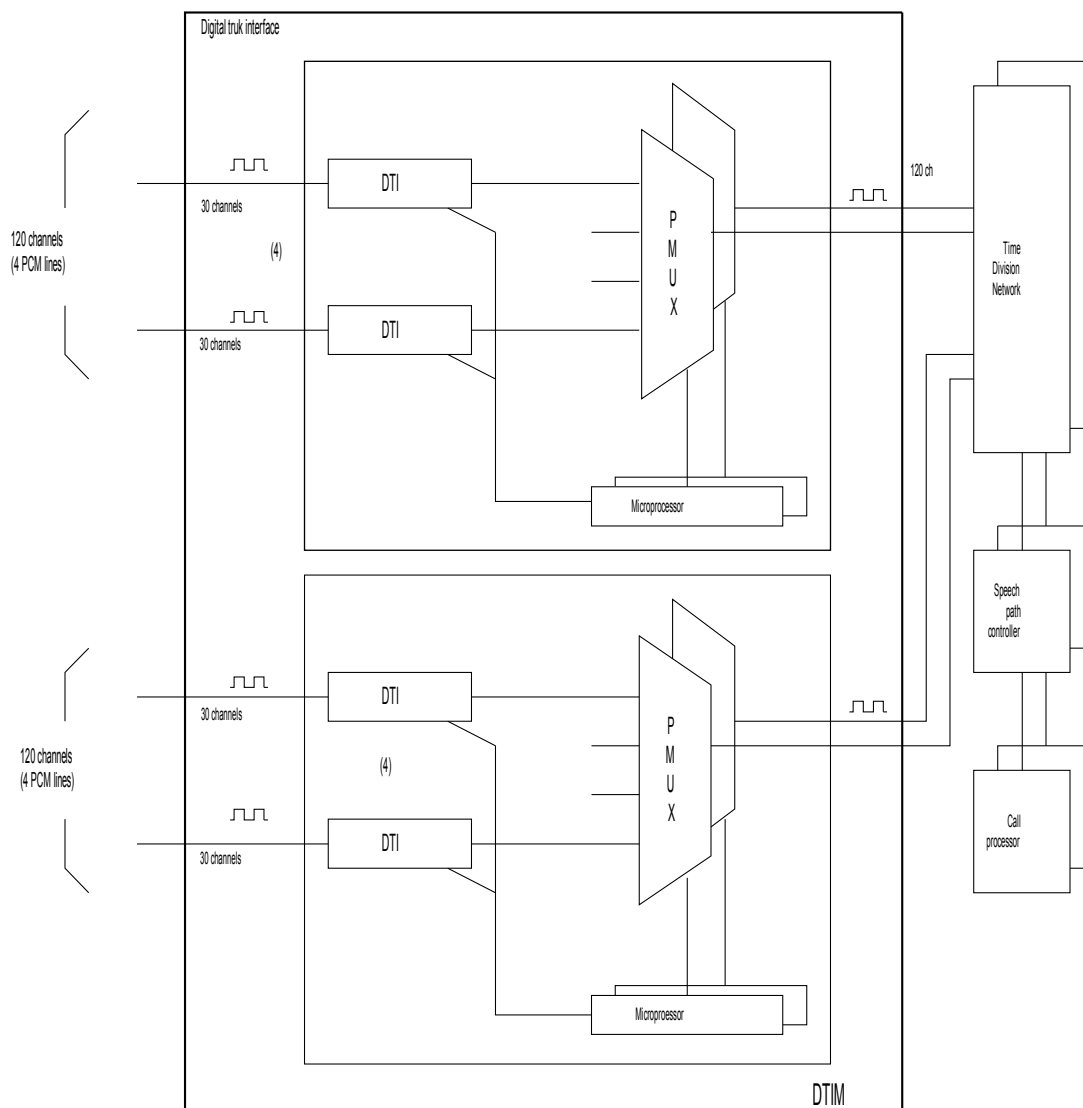 Digital truk interface
120 ch
30 channels
DTI
120 channels
(4 PCM lines)
(4)
P
M
U
X
Time
Division
Network
DTI
30 channels
Microprocessor
Speech
path
controller
30 channels
DTI
120 channels
(4 PCM lines)
(4)
P
M
U
X
DTI
30 channels
Call
processor
Microproessor
DTIM